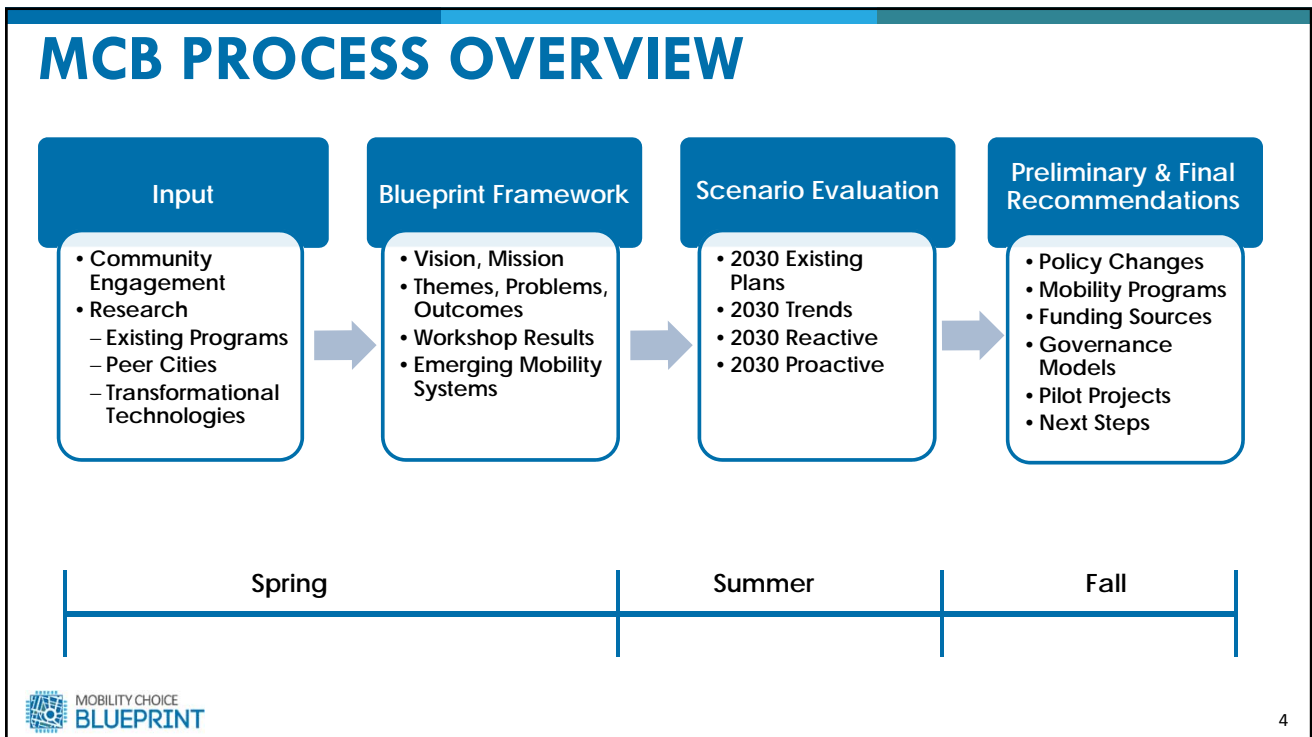 MCB PROCESS OVERVIEW
Input
• Community
Engagement
• Research
– Existing Programs
– Peer Cities
– Transformational
Technologies
Blueprint Framework
• Vision, Mission
• Themes, Problems,
Outcomes
• Workshop Results
• Emerging Mobility
Systems
Scenario Evaluation
• 2030 Existing
Plans
• 2030 Trends
• 2030 Reactive
• 2030 Proactive
Preliminary & Final
Recommendations
• Policy Changes
• Mobility Programs
• Funding Sources
• Governance
Models
• Pilot Projects
• Next Steps
Spring
Summer
Fall
MOBILITY CHOICE
BLUEPRINT
4